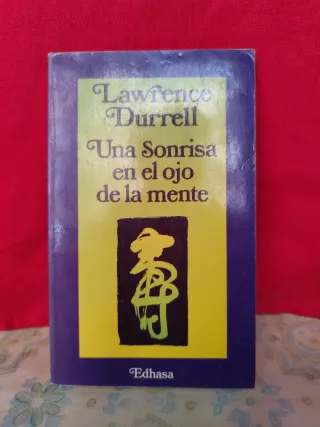 Lawrence
Durrell
Una Sonrisa
en el ojo
de la mente
Edhasa